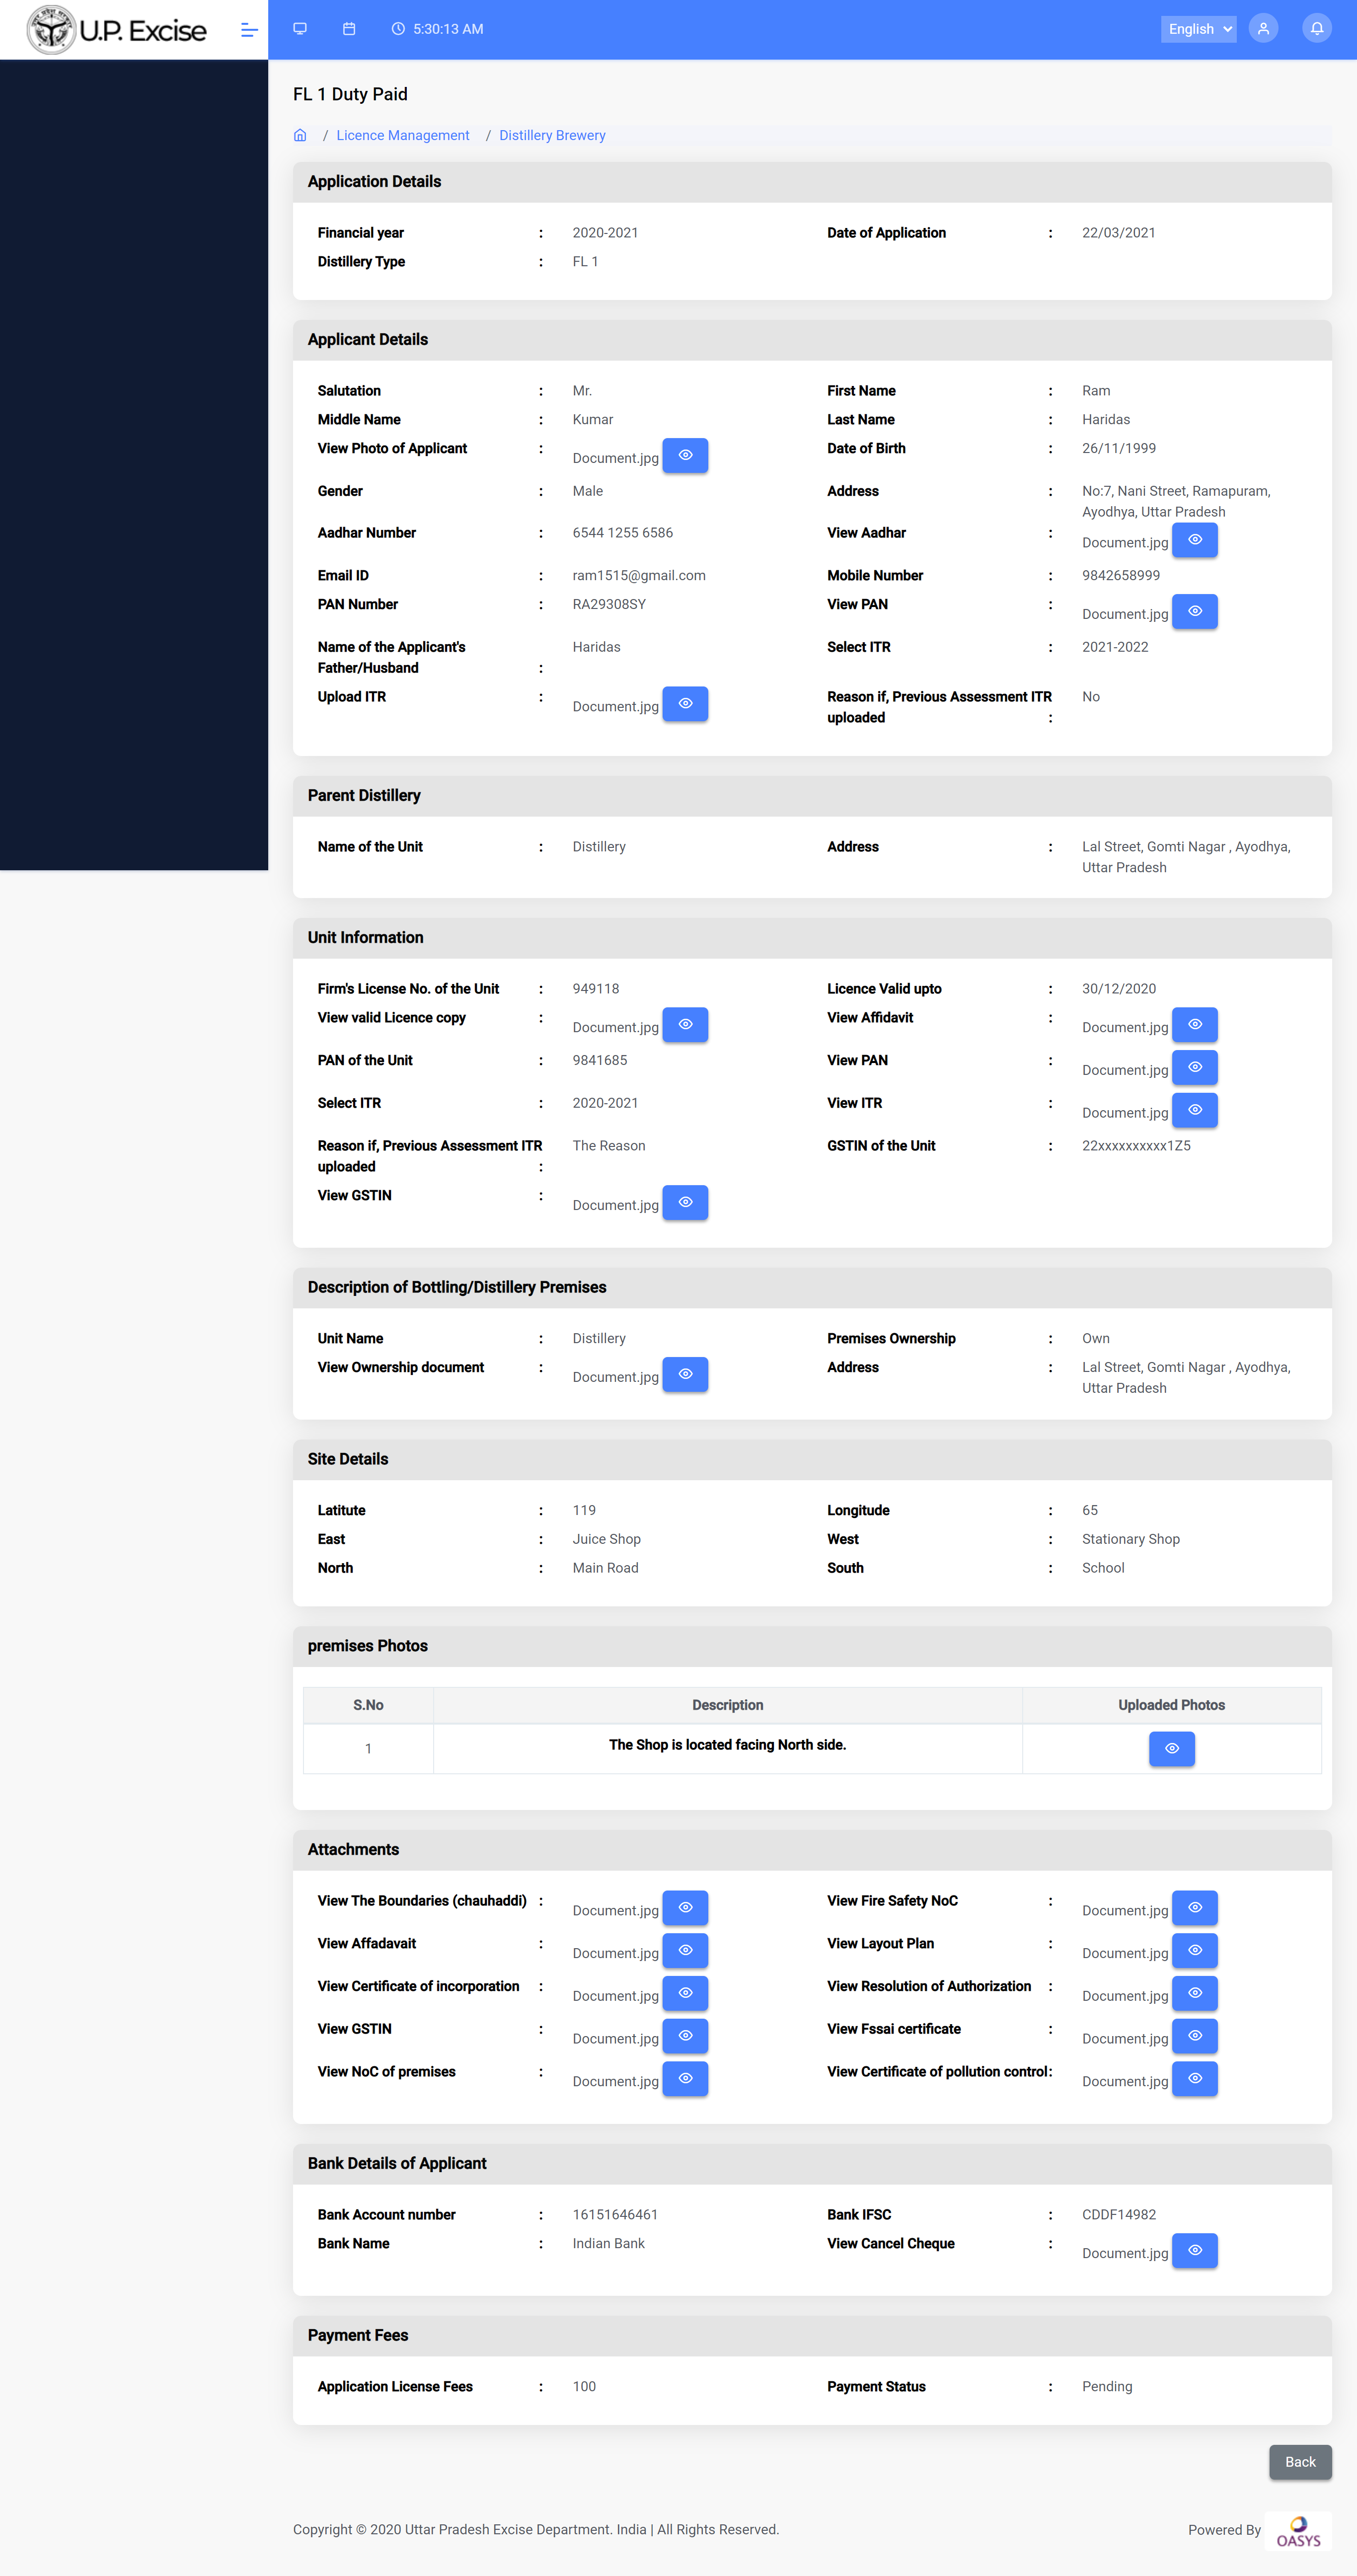 U.P. Excise
5:30:13 AM
English
FL 1 Duty Paid
/ Licence Management / Distillery Brewery
Application Details
Financial year : 2020-2021 Date of Application : 22/03/2021
Distillery Type : FL 1
Applicant Details
Salutation : Mr. First Name : Ram
Middle Name : Kumar Last Name : Haridas
View Photo of Applicant : Document.jpg Date of Birth : 26/11/1999
Gender : Male Address : No:7, Nani Street, Ramapuram,
Ayodhya, Uttar Pradesh
Aadhar Number : 6544 1255 6586 View Aadhar : Document.jpg
Email ID : ram1515@gmail.com Mobile Number : 9842658999
PAN Number : RA29308SY View PAN : Document.jpg
Name of the Applicant's Haridas Select ITR : 2021-2022
Father/Husband :
Upload ITR : Document.jpg Reason if, Previous Assessment ITR No
uploaded :
Parent Distillery
Name of the Unit : Distillery Address : Lal Street, Gomti Nagar , Ayodhya,
Uttar Pradesh
Unit Information
Firm's License No. of the Unit : 949118 Licence Valid upto : 30/12/2020
View valid Licence copy : Document.jpg View Affidavit : Document.jpg
PAN of the Unit : 9841685 View PAN : Document.jpg
Select ITR : 2020-2021 View ITR : Document.jpg
Reason if, Previous Assessment ITR The Reason GSTIN of the Unit : 22xxxxxxxxxx1Z5
uploaded :
View GSTIN : Document.jpg
Description of Bottling/Distillery Premises
Unit Name : Distillery Premises Ownership : Own
View Ownership document : Document.jpg Address : Lal Street, Gomti Nagar , Ayodhya,
Uttar Pradesh
Site Details
Latitute : 119 Longitude : 65
East : Juice Shop West : Stationary Shop
North : Main Road South : School
premises Photos
S.No Description Uploaded Photos
1 The Shop is located facing North side.
Attachments
View The Boundaries (chauhaddi) : Document.jpg View Fire Safety NoC : Document.jpg
View Affadavait : Document.jpg View Layout Plan : Document.jpg
View Certificate of incorporation : Document.jpg View Resolution of Authorization : Document.jpg
View GSTIN : Document.jpg View Fssai certificate : Document.jpg
View NoC of premises : Document.jpg View Certificate of pollution control: Document.jpg
Bank Details of Applicant
Bank Account number : 16151646461 Bank IFSC : CDDF14982
Bank Name : Indian Bank View Cancel Cheque : Document.jpg
Payment Fees
Application License Fees : 100 Payment Status : Pending
Back
Copyright © 2020 Uttar Pradesh Excise Department. India | All Rights Reserved. Powered By OASYS